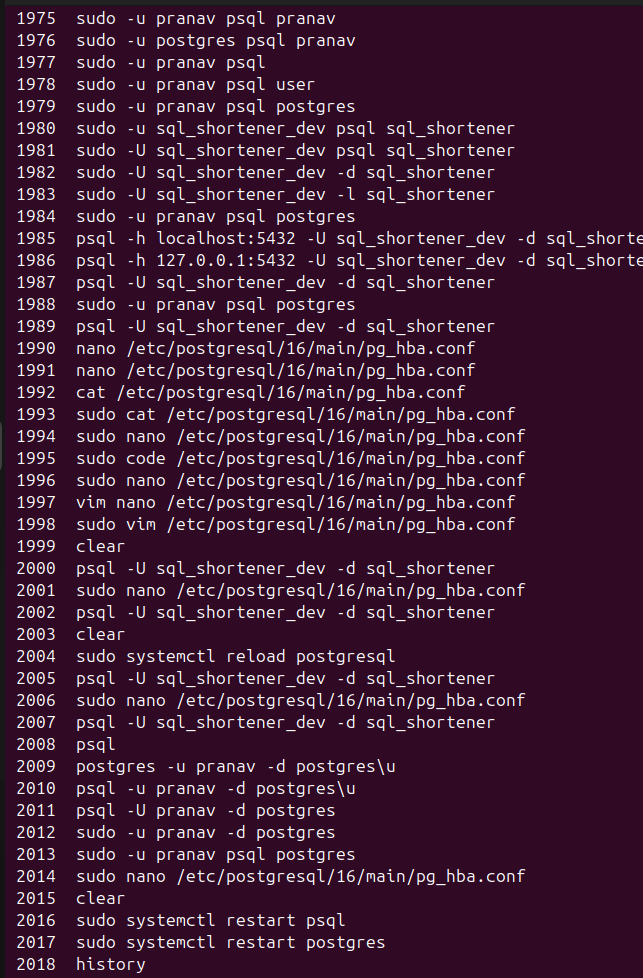 1975 sudo -u pranav psql pranav
1976 sudo -u postgres psql pranav
1977 sudo -u pranav psql
1978 sudo -u pranav psql user
1979 sudo -u pranav psql postgres
1980 sudo -u sql_shortener_dev psql sql_shortener
1981 sudo -U sql_shortener_dev psql sql_shortener
1982 sudo -U sql_shortener_dev -d sql_shortener
1983 sudo -U sql_shortener_dev -l sql_shortener
1984 sudo -u pranav psql postgres
1985 psql -h localhost:5432 -U sql_shortener_dev -d sql_shorte
1986 psql -h 127.0.0.1:5432 -U sql_shortener_dev -d sql_shorte
1987 psql -U sql_shortener_dev -d sql_shortener
1988 sudo -u pranav psql postgres
1989 psql -U sql_shortener_dev -d sql_shortener
1990 nano /etc/postgresql/16/main/pg_hba.conf
1991 nano /etc/postgresql/16/main/pg_hba.conf
1992 cat /etc/postgresql/16/main/pg_hba.conf
1993 sudo cat /etc/postgresql/16/main/pg_hba.conf
1994 sudo nano /etc/postgresql/16/main/pg_hba.conf
1995 sudo code /etc/postgresql/16/main/pg_hba.conf
1996 sudo nano /etc/postgresql/16/main/pg_hba.conf
1997 vim nano /etc/postgresql/16/main/pg_hba.conf
1998 sudo vim /etc/postgresql/16/main/pg_hba.conf
1999 clear
2000 psql -U sql_shortener_dev -d sql_shortener
2001 sudo nano /etc/postgresql/16/main/pg_hba.conf
2002 psql -U sql_shortener_dev -d sql_shortener
2003 clear
2004 sudo systemctl reload postgresql
2005 psql -U sql_shortener_dev -d sql_shortener
2006 sudo nano /etc/postgresql/16/main/pg_hba.conf
2007 psql -U sql_shortener_dev -d sql_shortener
2008 psql
2009 postgres -u pranav -d postgres\u
2010 psql -u pranav -d postgres\u
2011 psql -U pranav -d postgres
2012 sudo -u pranav -d postgres
2013 sudo -u pranav psql postgres
2014 sudo nano /etc/postgresql/16/main/pg_hba.conf
2015 clear
2016 sudo systemctl restart psql
2017 sudo systemctl restart postgres
2018 history